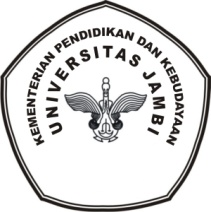 KEMENTERIAN PENDIDIKAN DAN KEBUDAYAAN
UNIVERSITAS JAMBI